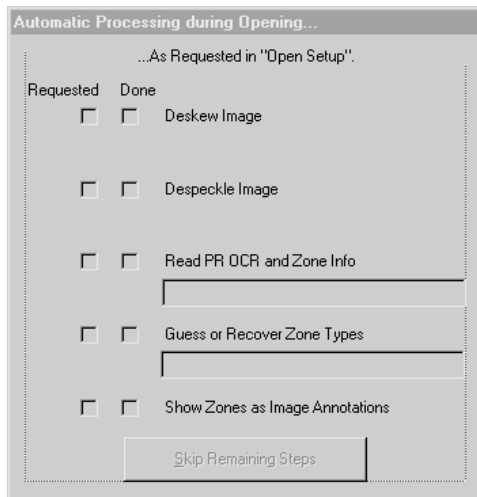 Automatic Processing during Opening...
...As Requested in "Open Setup".
Requested Done
Deskew Image
Despeckle Image
Read PR OCR and Zone Info
Guess or Recover Zone Types
Show Zones as Image Annotations
Skip Remaining Steps